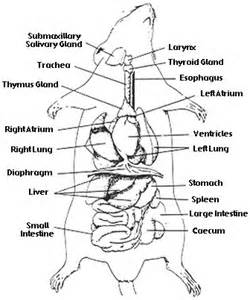 Submaxillary
Salivary Gland
Trachea
Thymus Gland
Right Atrium
Right Lung
Diaphragm
Liver
Small
Intestine
Larynx
Thyroid Gland
Esophagus
Left Atrium
Ventricles
Left Lung
Stomach
Spleen
Large Intestine
Caecum